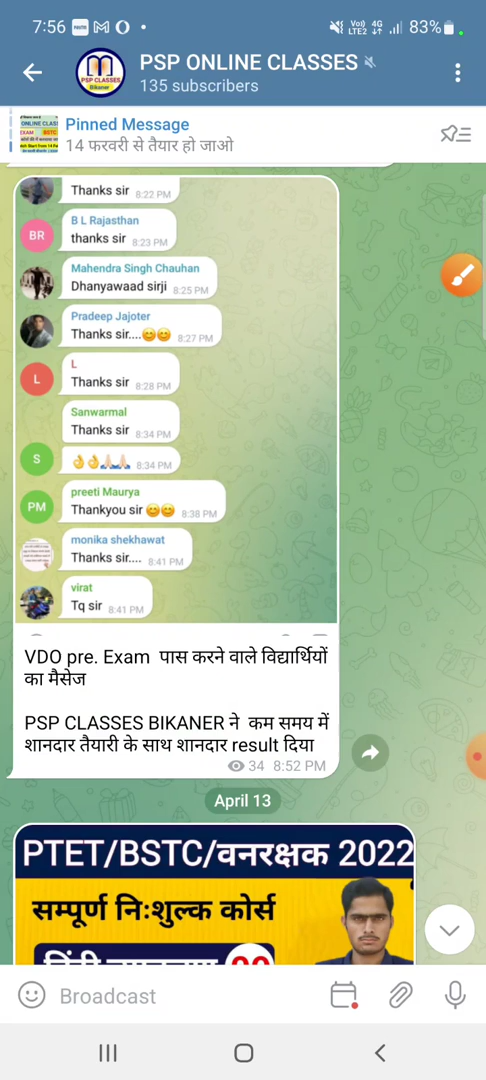 7:56
83%
PSP ONLINE CLASSES
135 subscribers
Pinned Message
14 फरवरी से तैयार हो जाओ
Thanks sir 8:22 PM
BR
B L Rajasthan
thanks sir 8:23 PM
Mahendra Singh Chauhan
Dhanyawaad sirji 8:25 PM
Pradeep Jajoter
Thanks sir....😊😊 8:27 PM
L
L
Thanks sir 8:28 PM
Sanwarmal
Thanks sir 8:34 PM
S
👌👌🙏🏻🙏🏻 8:34 PM
preeti Maurya
PM
Thankyou sir 😊😊 8:38 PM
monika shekhawat
Thanks sir.... 8:41 PM
virat
Tq sir 8:41 PM
VDO pre. Exam पास करने वाले विद्यार्थियों
का मैसेज
PSP CLASSES BIKANER ने कम समय में
शानदार तैयारी के साथ शानदार result दिया
34 8:52 PM
April 13
PTET/BSTC/वनरक्षक 2022
सम्पूर्ण निःशुल्क कोर्स
Broadcast